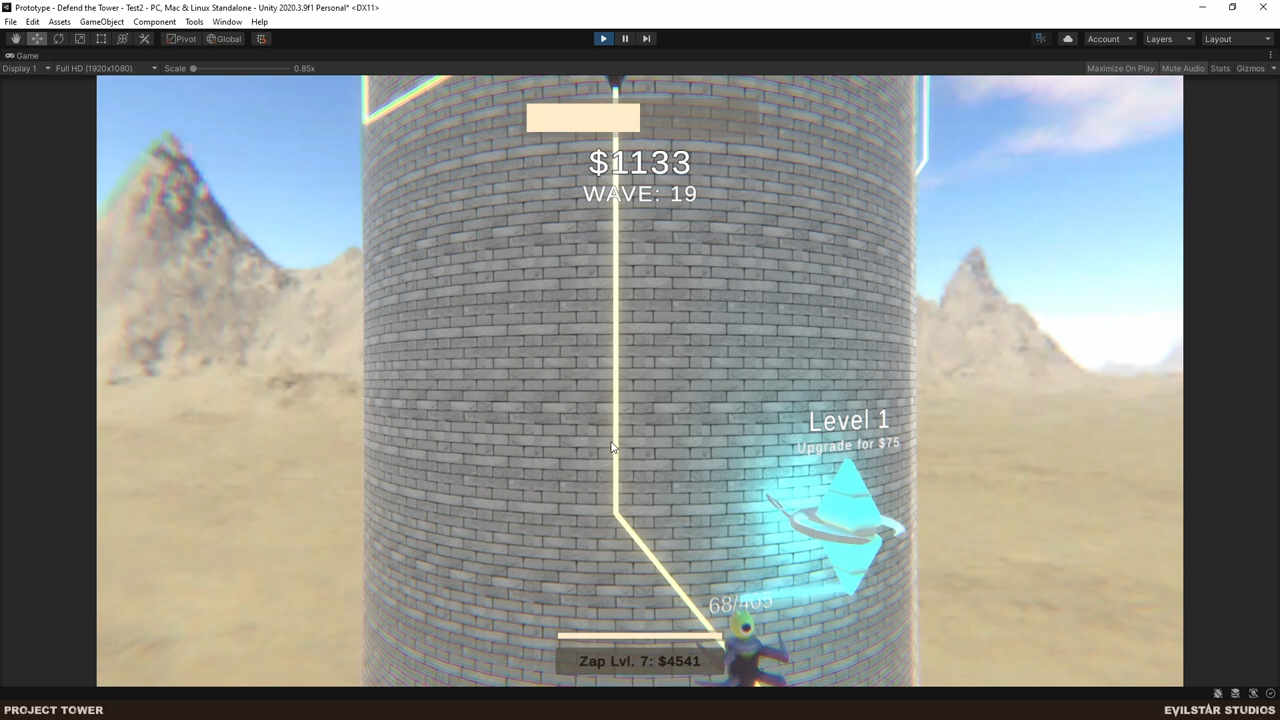 Prototype - Defend the Tower - Test2 - PC, Mac & Linux Standalone - Unity 2020.3.9f1 Personal* <DX11>
File Edit Assets GameObject Component Tools Window Help
Pivot Global Account Layers Layout
Game
Display 1 Full HD (1920x1080) Scale 0.85x Maximize On Play Mute Audio Stats Gizmos
$1133
WAVE: 19
Level 1
Upgrade for $75
68/465
Zap Lvl. 7: $4541
PROJECT TOWER EVILSTAR STUDIOS